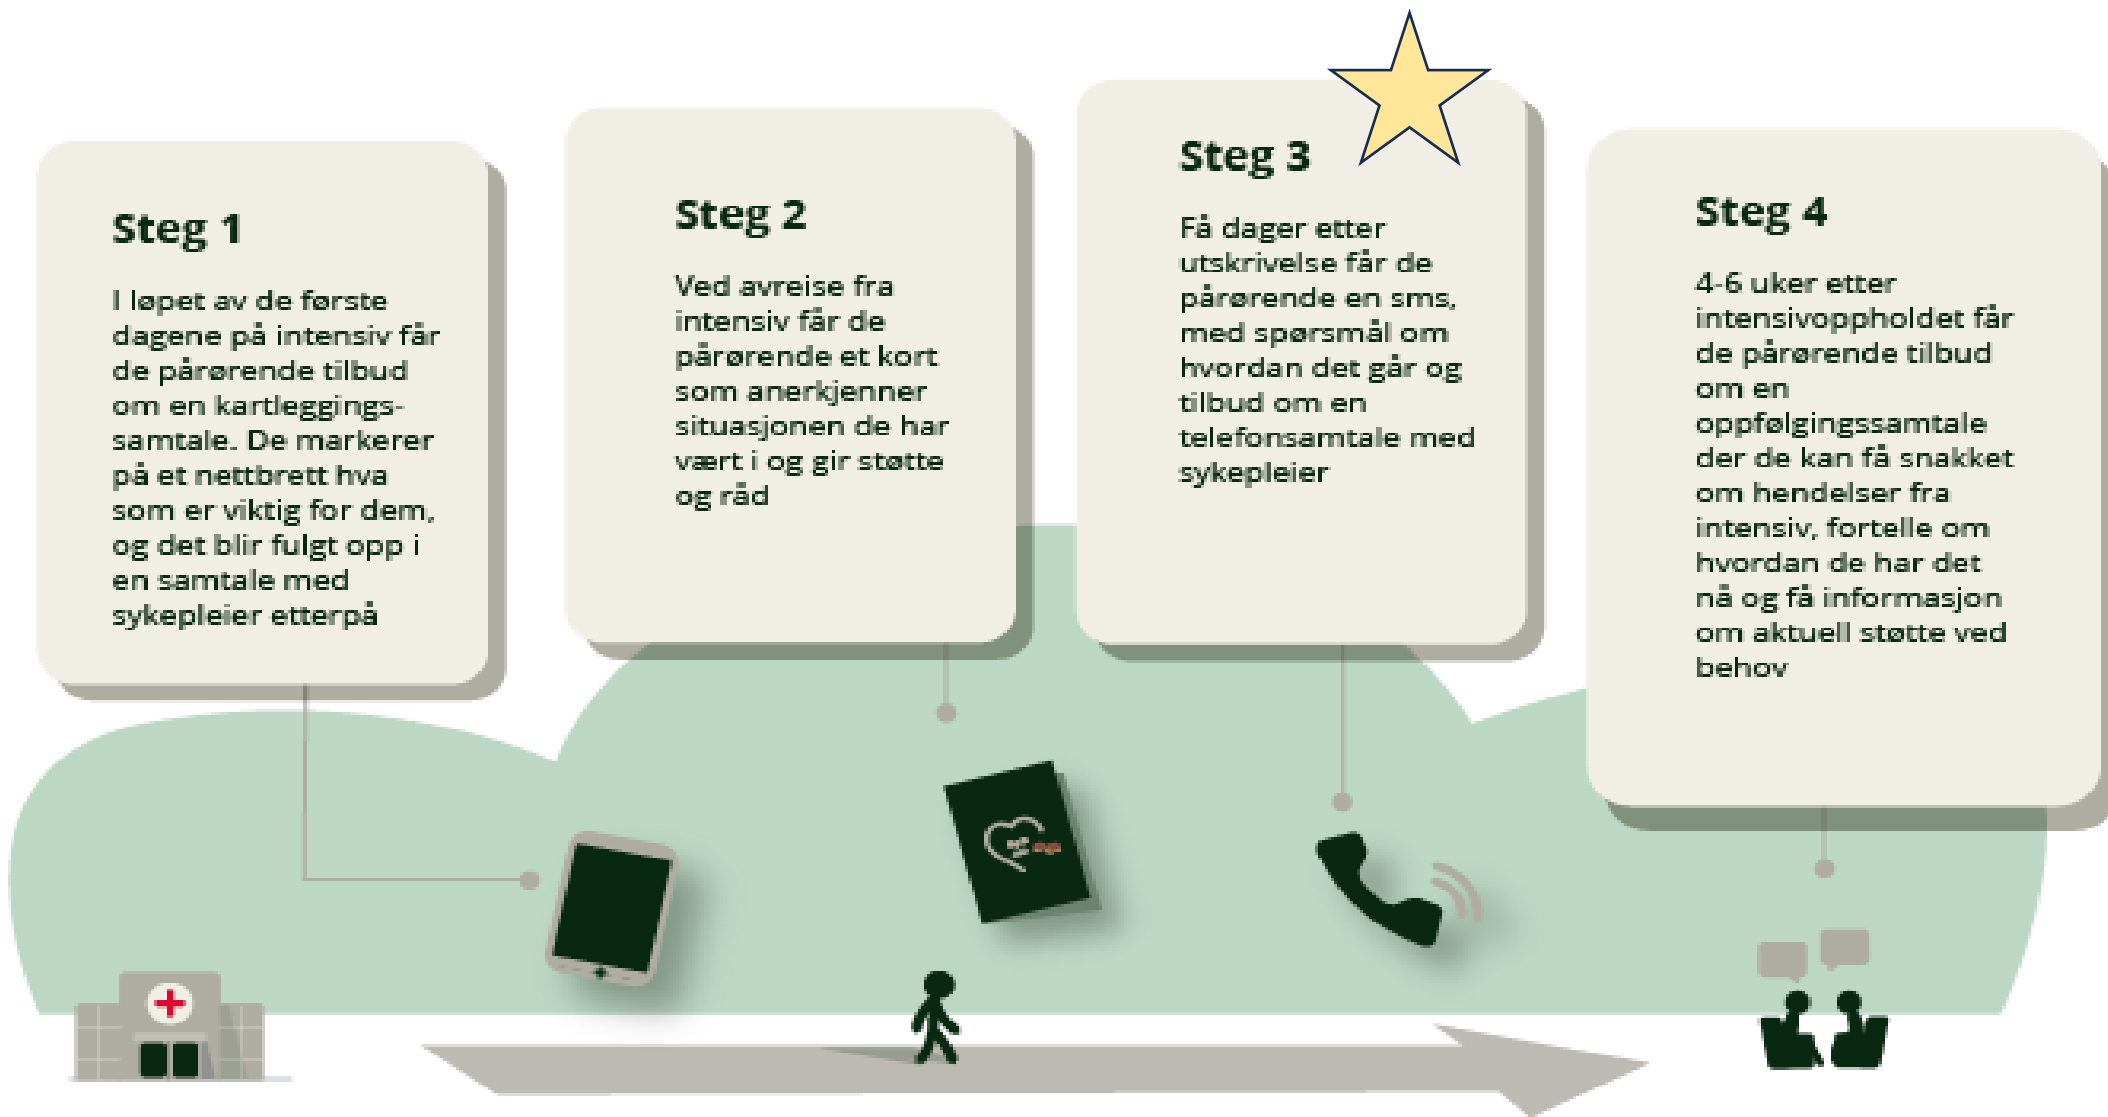 Steg 1
I løpet av de første
dagene på intensiv får
de pårørende tilbud
om en kartleggings-
samtale. De markerer
på et nettbrett hva
som er viktig for dem,
og det blir fulgt opp i
en samtale med
sykepleier etterpå
Steg 2
Ved avreise fra
intensiv får de
pårørende et kort
som anerkjenner
situasjonen de har
vært i og gir støtte
og råd
Steg 3
Få dager etter
utskrivelse får de
pårørende en sms,
med spørsmål om
hvordan det går og
tilbud om en
telefonsamtale med
sykepleier
Steg 4
4-6 uker etter
intensivoppholdet får
de pårørende tilbud
om en
oppfølgingssamtale
der de kan få snakket
om hendelser fra
intensiv, fortelle om
hvordan de har det
nå og få informasjon
om aktuell støtte ved
behov